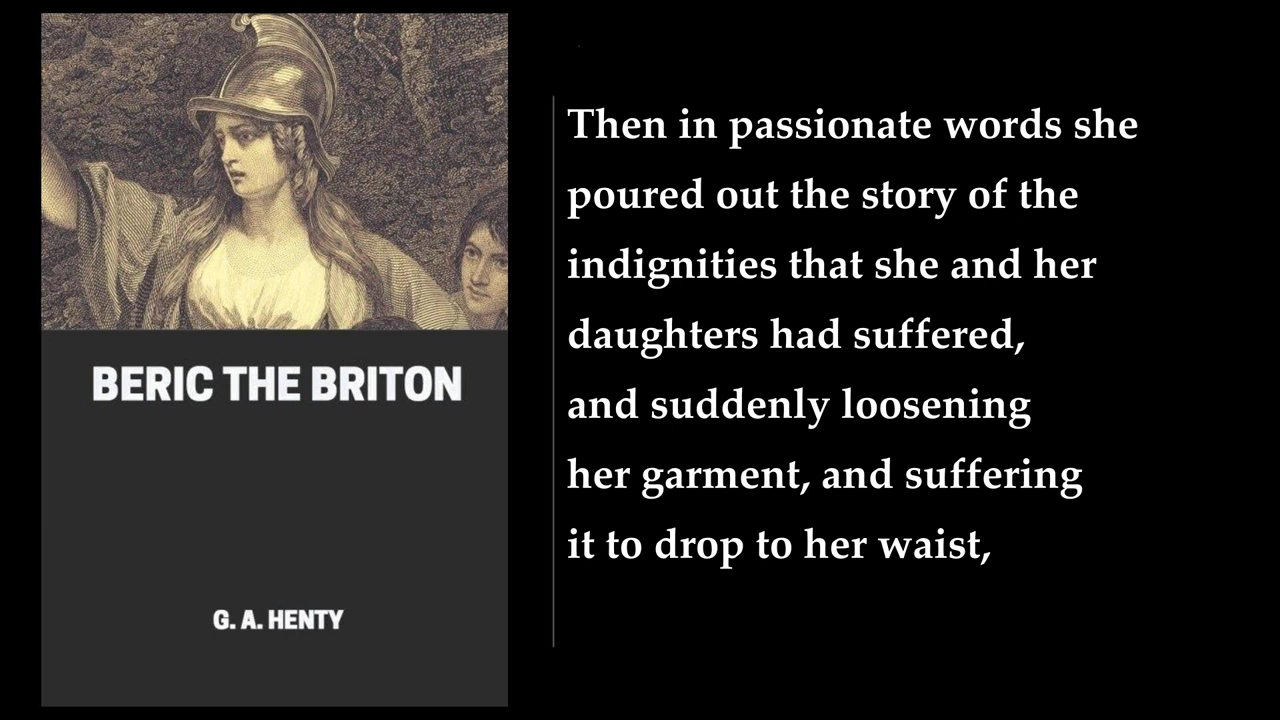 BERIC THE BRITON
G. A. HENTY
Then in passionate words she
poured out the story of the
indignities that she and her
daughters had suffered,
and suddenly loosening
her garment, and suffering
it to drop to her waist,